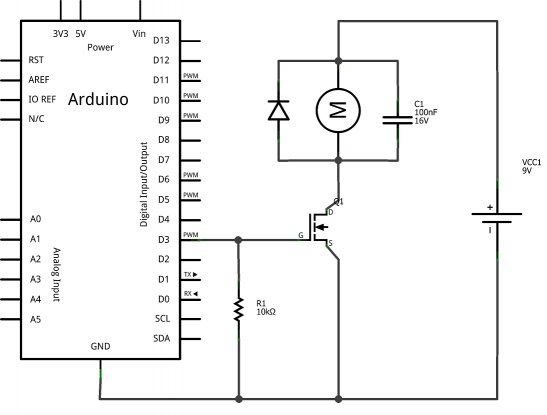 3V3 5V Vin
Power
D13
RST D12
AREF D11 PWM
IO REF Arduino D10 PWM
N/C D9 PWM
D8
D7
D6 PWM
D5 PWM
Digital Input/Output
A0 D4
A1 D3 PWM
A2 D2
A3 D1 TX
A4 D0 RX
A5 SCL
Analog Input
SDA
GND
M
C1
100nF
16V
Q1
D
G
S
R1
10kΩ
VCC1
9V
+